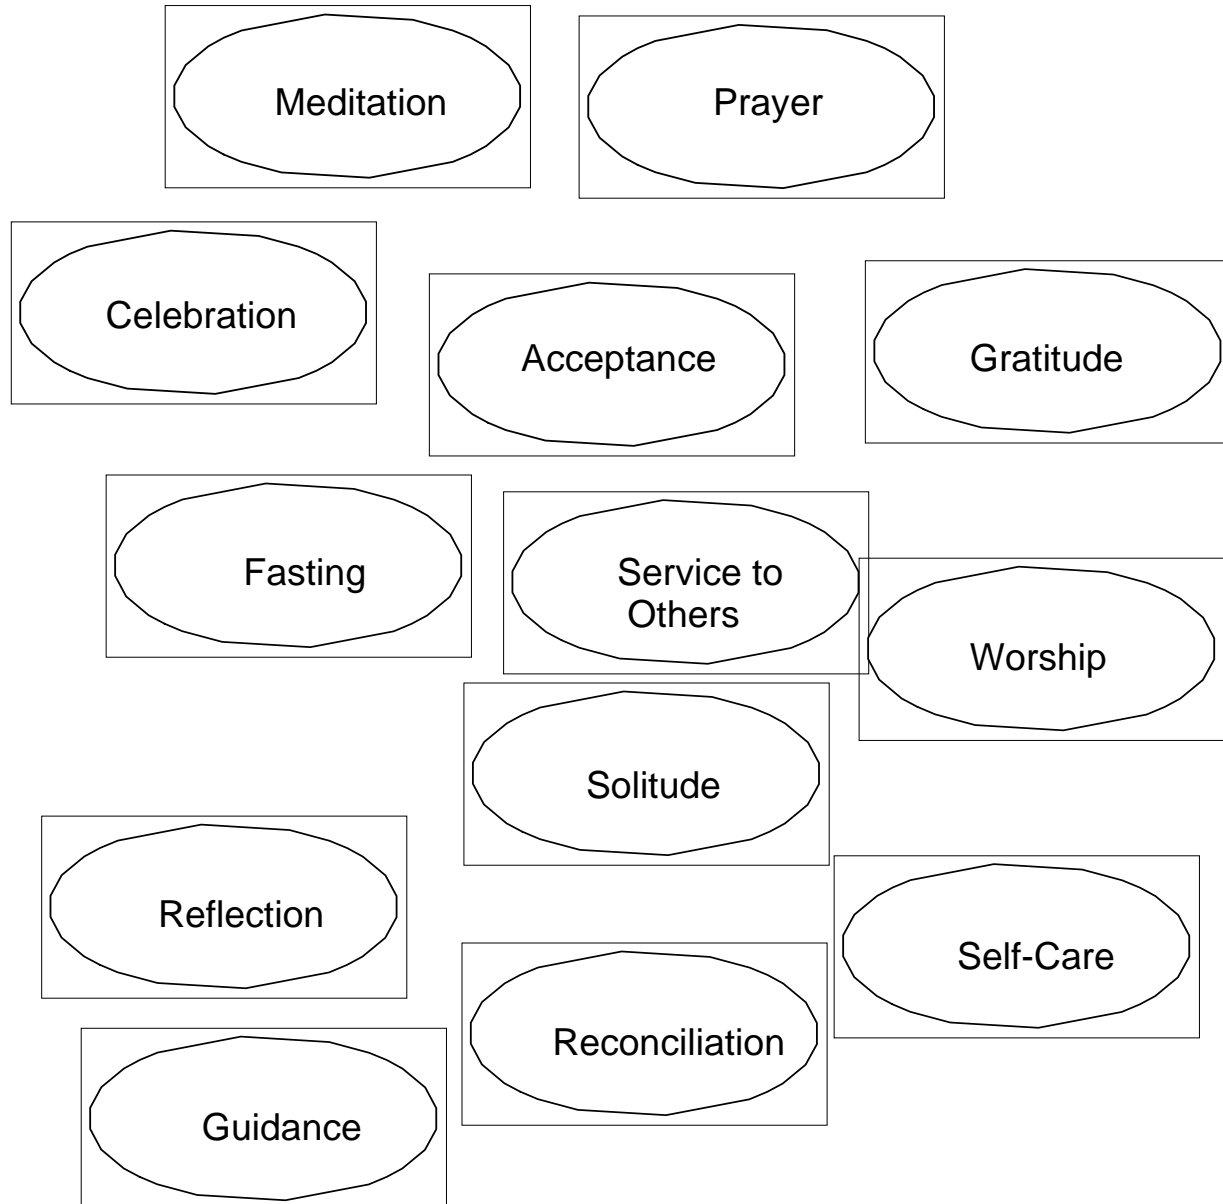 Meditation
Prayer
Celebration
Acceptance
Gratitude
Fasting
Service to
Others
Worship
Solitude
Reflection
Self-Care
Reconciliation
Guidance